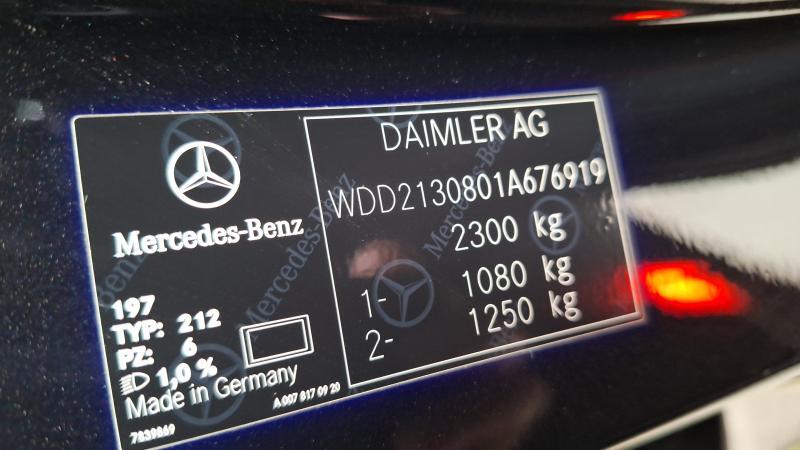 DAIMLER AG
WDD2130801A676919
2300 kg
1- 1080 kg
2- 1250 kg
Mercedes-Benz
197
TYP: 212
PZ: 6
1,0 %
Made in Germany
A 007 817 09 20
7839869